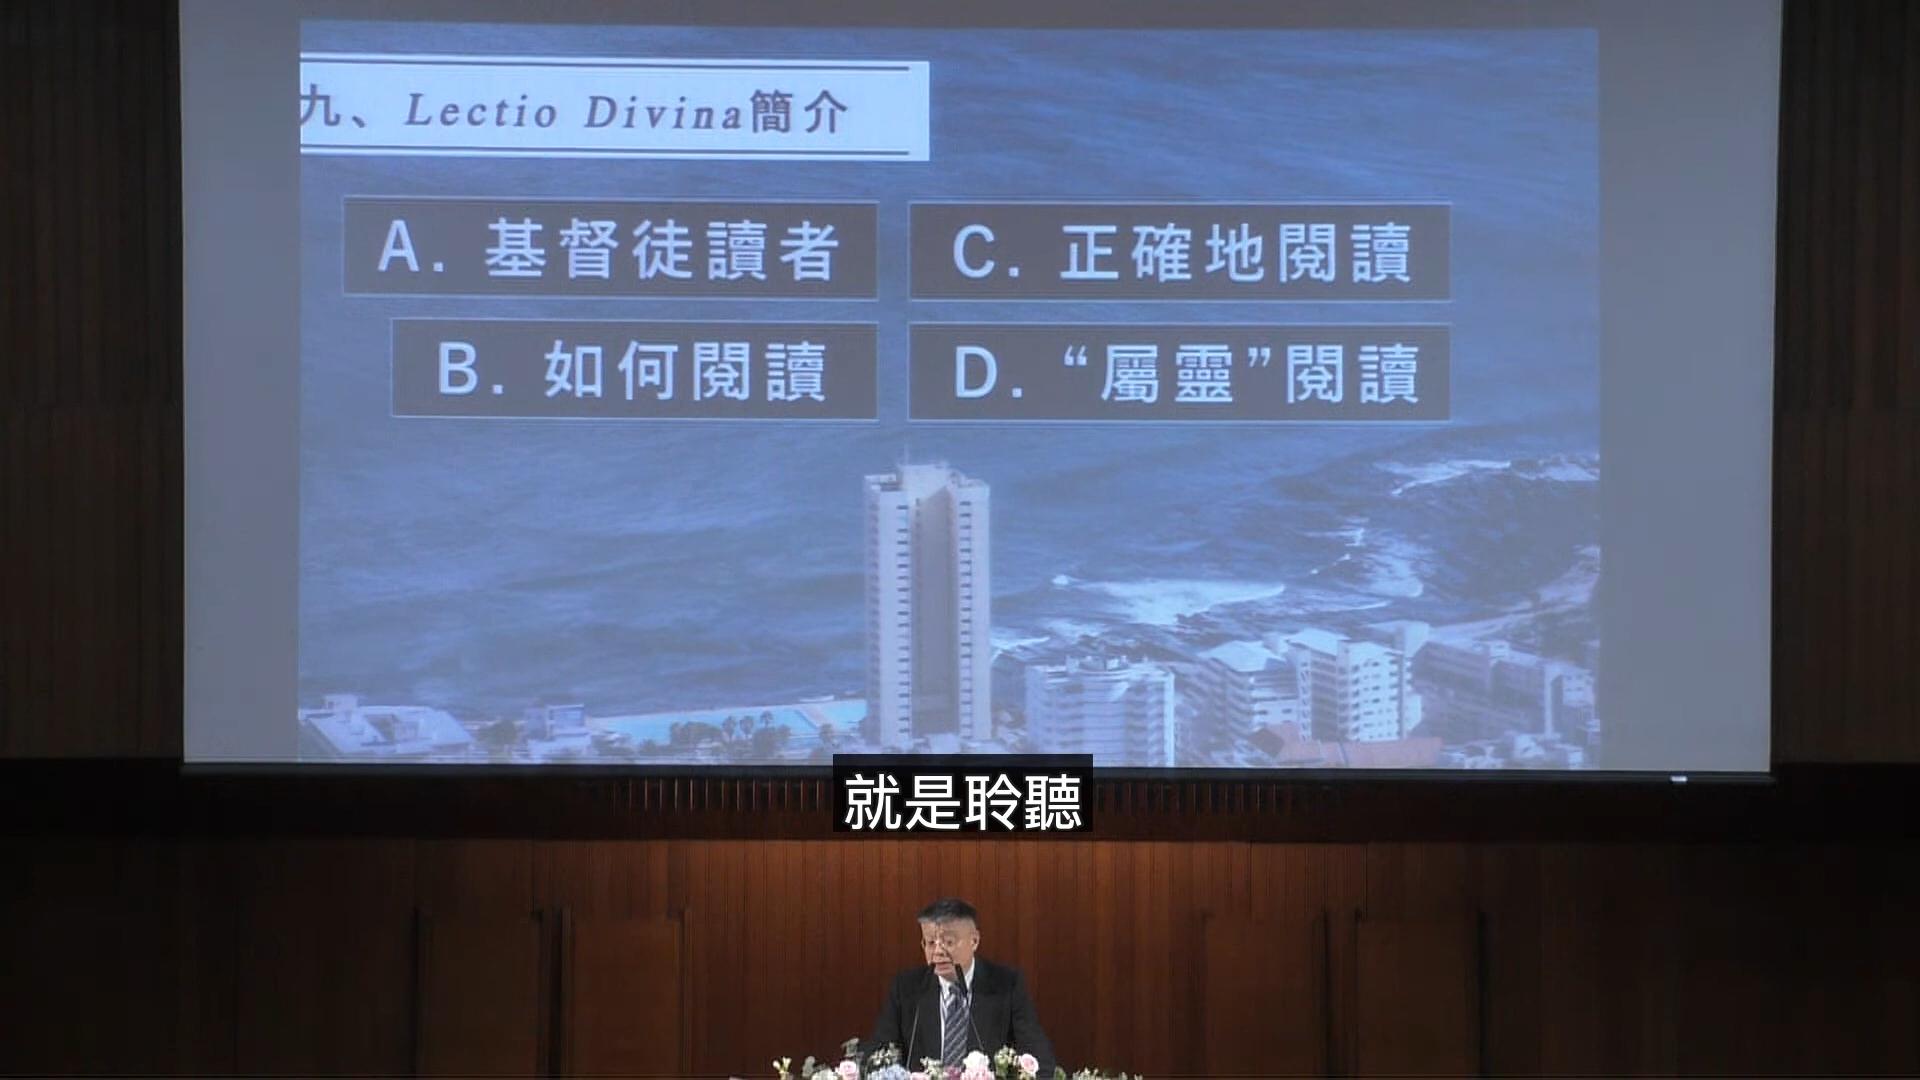 九、Lectio Divina簡介
A. 基督徒讀者
B. 如何閱讀
C. 正確地閱讀
D. “屬靈”閱讀
就是聆聽